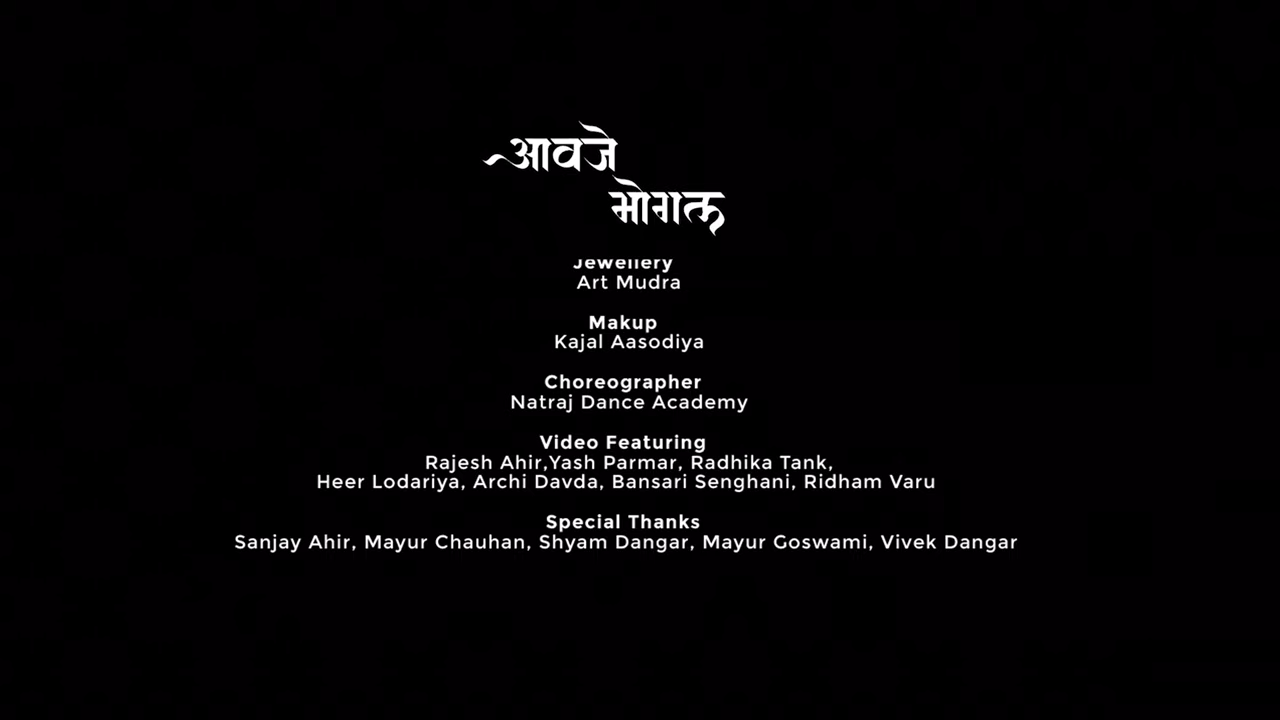 आवजे
भोगल
Jewellery
Art Mudra
Makup
Kajal Aasodiya
Choreographer
Natraj Dance Academy
Video Featuring
Rajesh Ahir,Yash Parmar, Radhika Tank,
Heer Lodariya, Archi Davda, Bansari Senghani, Ridham Varu
Special Thanks
Sanjay Ahir, Mayur Chauhan, Shyam Dangar, Mayur Goswami, Vivek Dangar